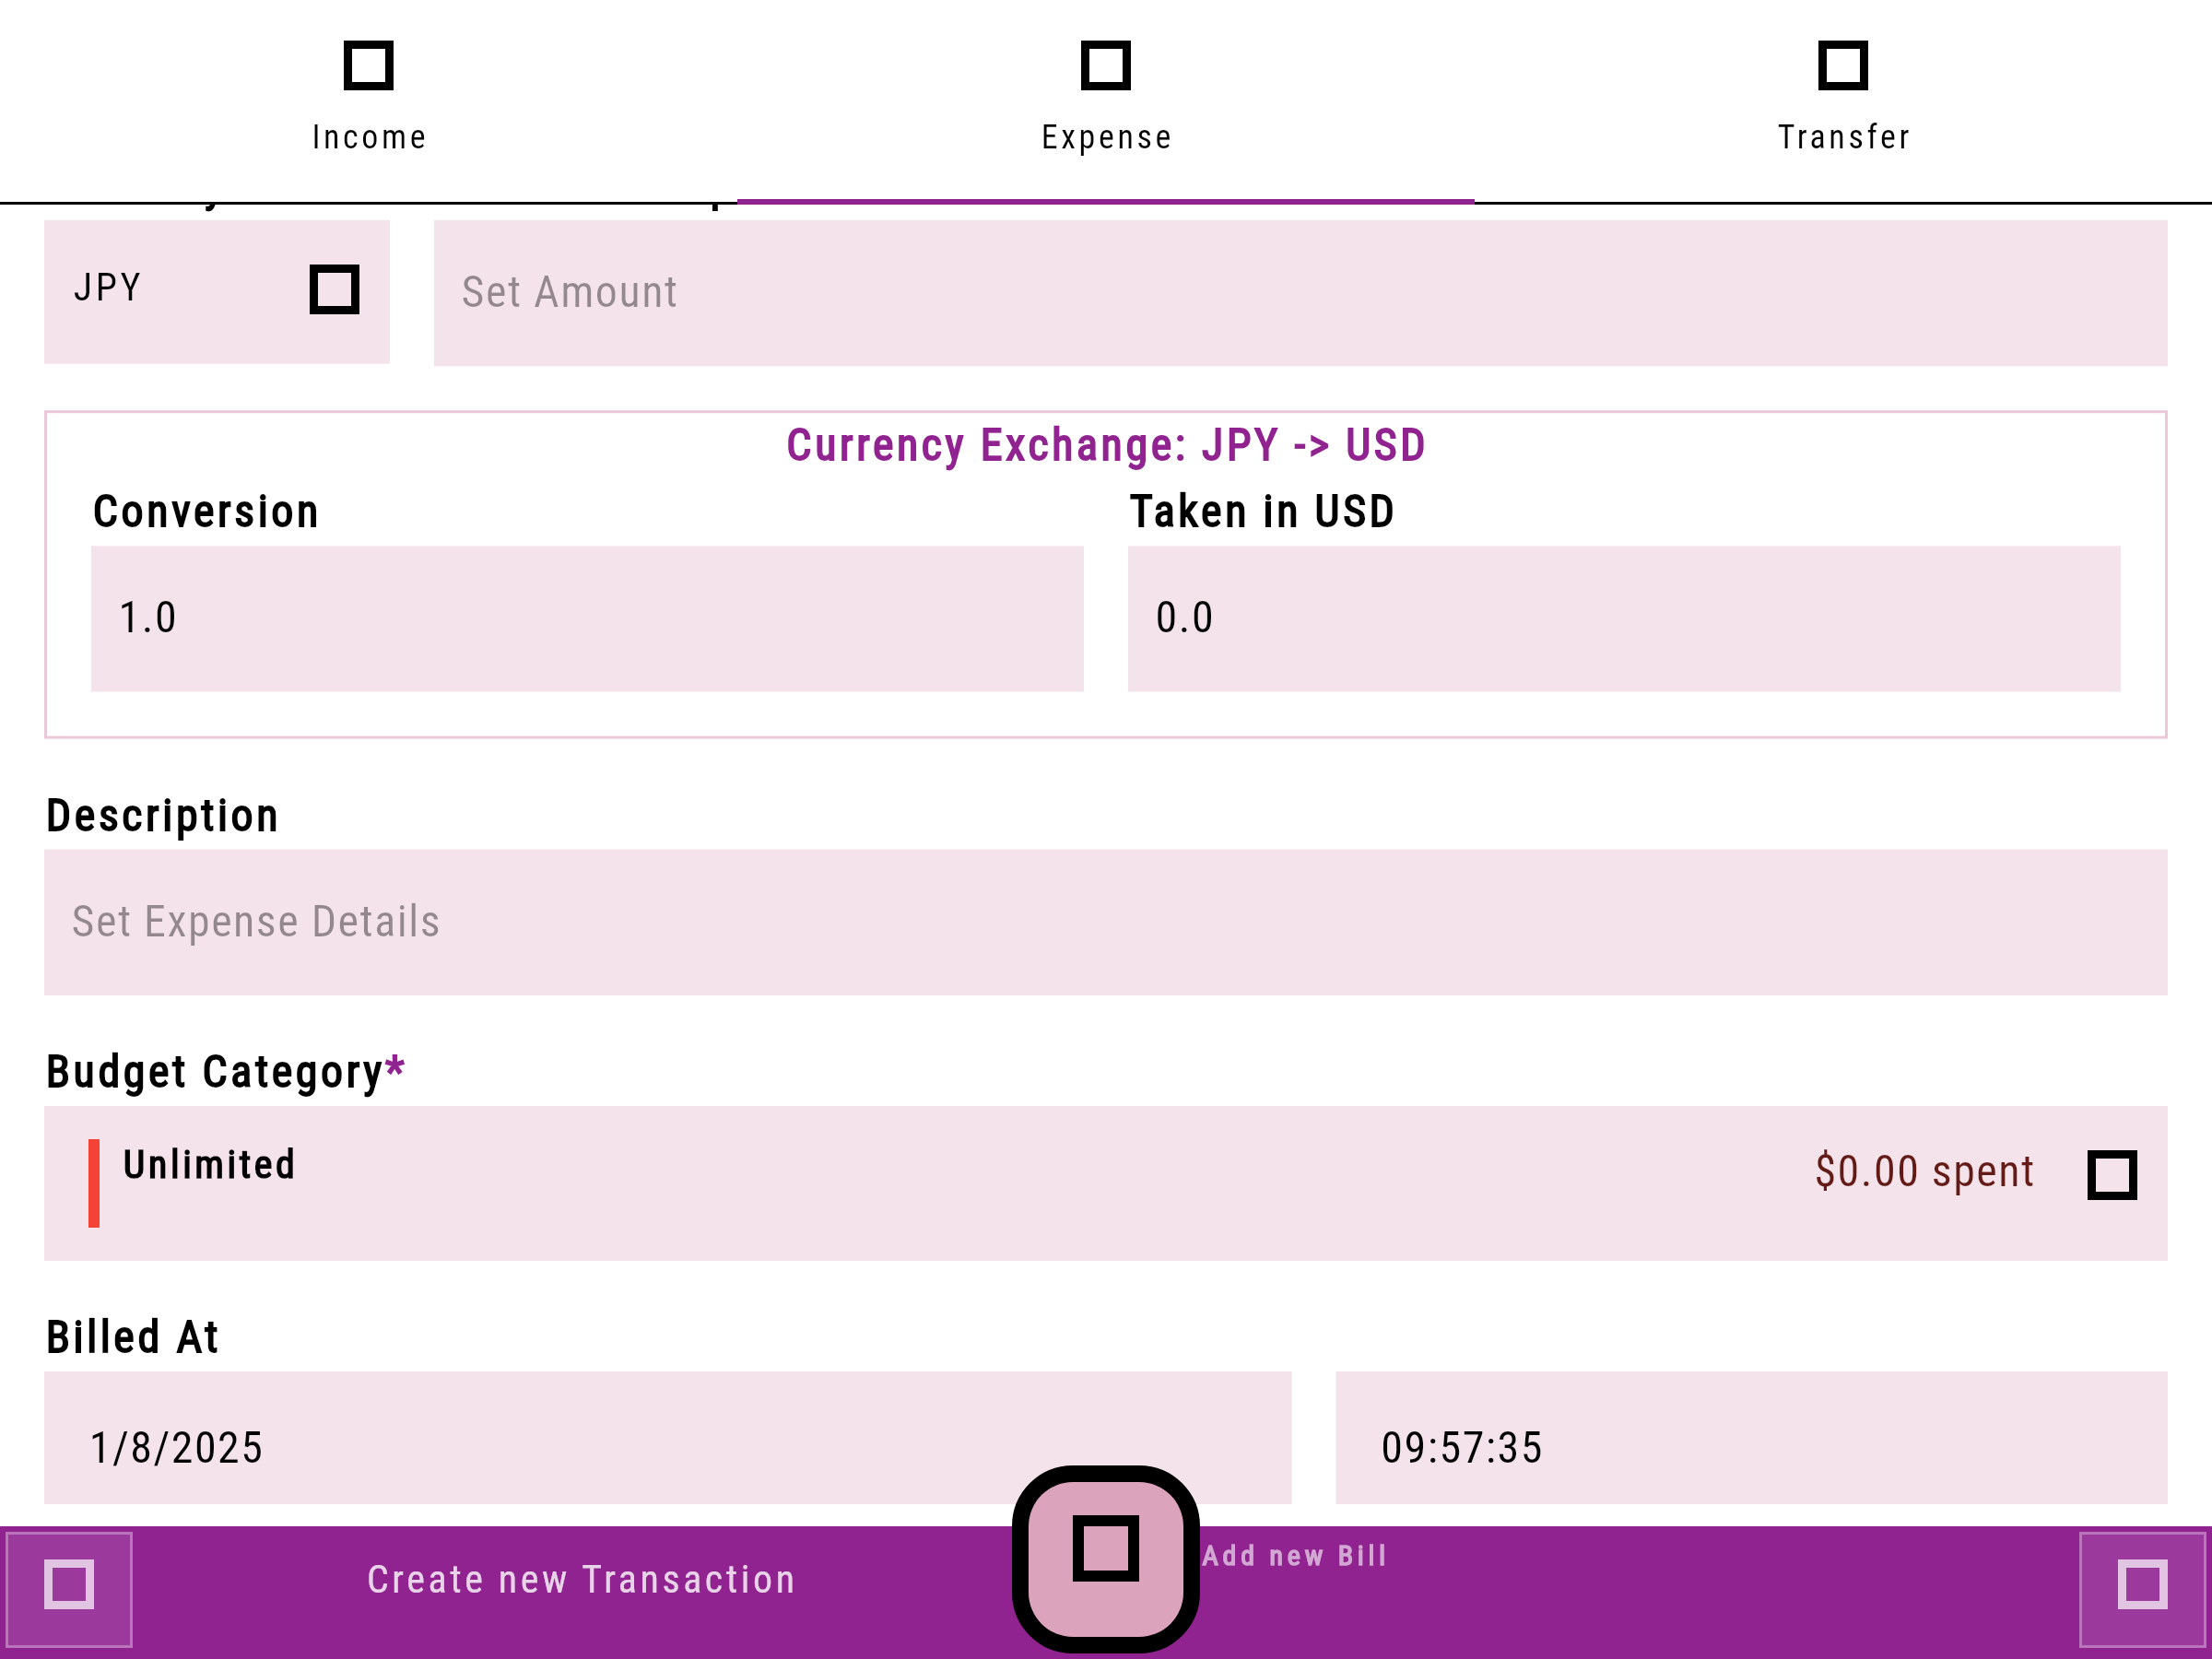 Income Expense Transfer
JPY Set Amount
Currency Exchange: JPY -> USD
Conversion Taken in USD
1.0 0.0
Description
Set Expense Details
Budget Category*
Unlimited $0.00 spent
Billed At
1/8/2025 09:57:35
Create new Transaction Add new Bill